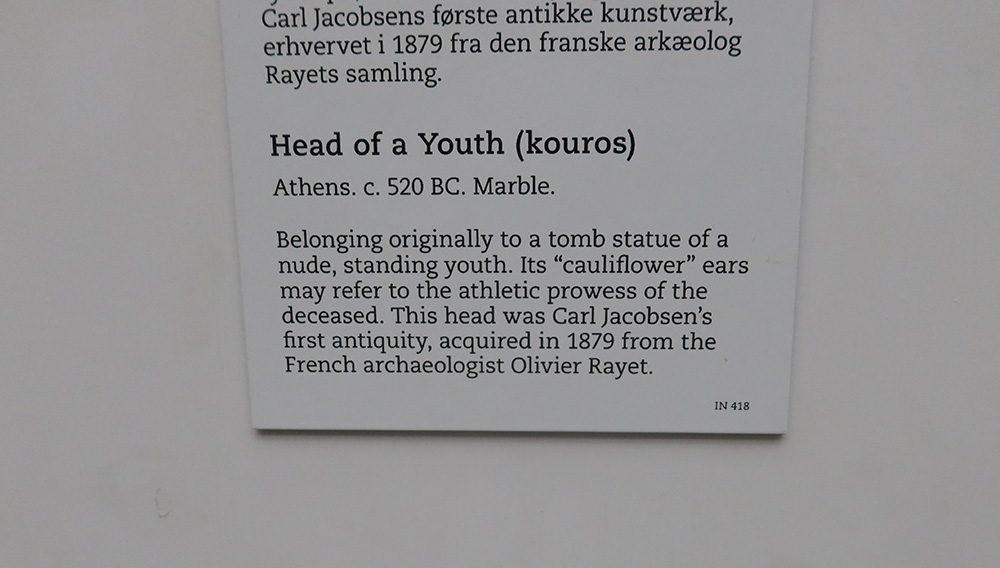 Carl Jacobsens første antikke kunstværk,
erhvervet i 1879 fra den franske arkæolog
Rayets samling.
Head of a Youth (kouros)
Athens. c. 520 BC. Marble.
Belonging originally to a tomb statue of a
nude, standing youth. Its “cauliflower” ears
may refer to the athletic prowess of the
deceased. This head was Carl Jacobsen’s
first antiquity, acquired in 1879 from the
French archaeologist Olivier Rayet.
IN 418